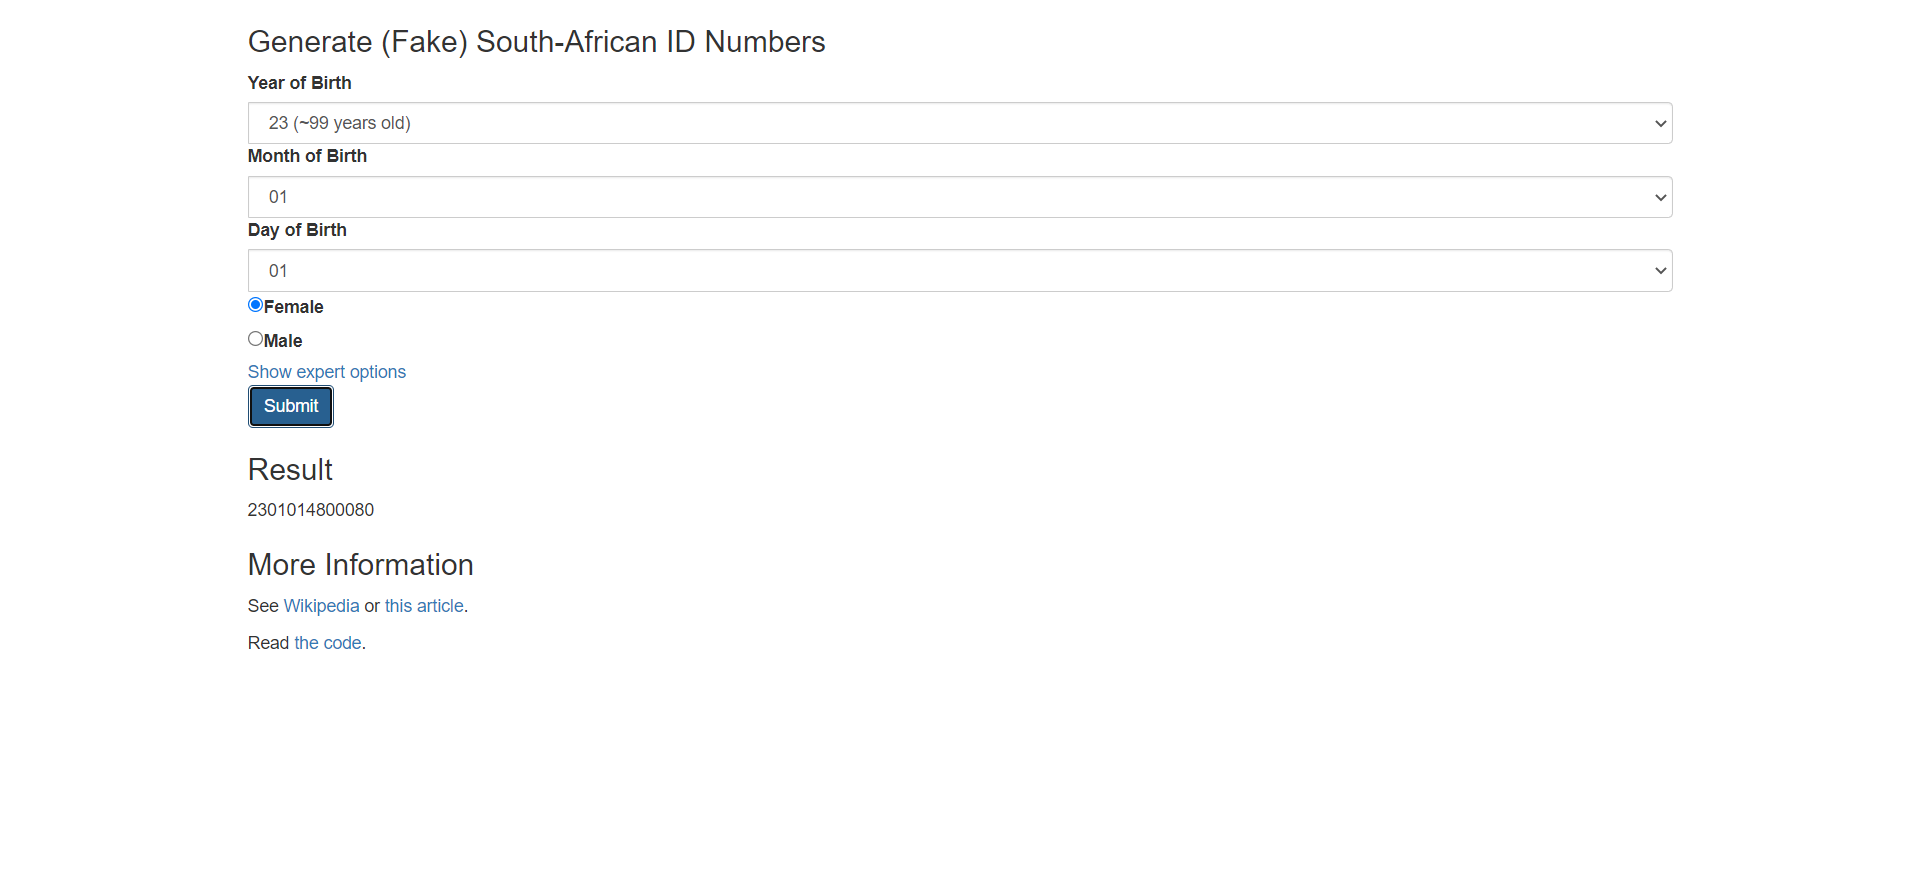 Generate (Fake) South-African ID Numbers
Year of Birth
23 (~99 years old)
Month of Birth
01
Day of Birth
01
Female
Male
Show expert options
Submit
Result
2301014800080
More Information
See Wikipedia or this article.
Read the code.